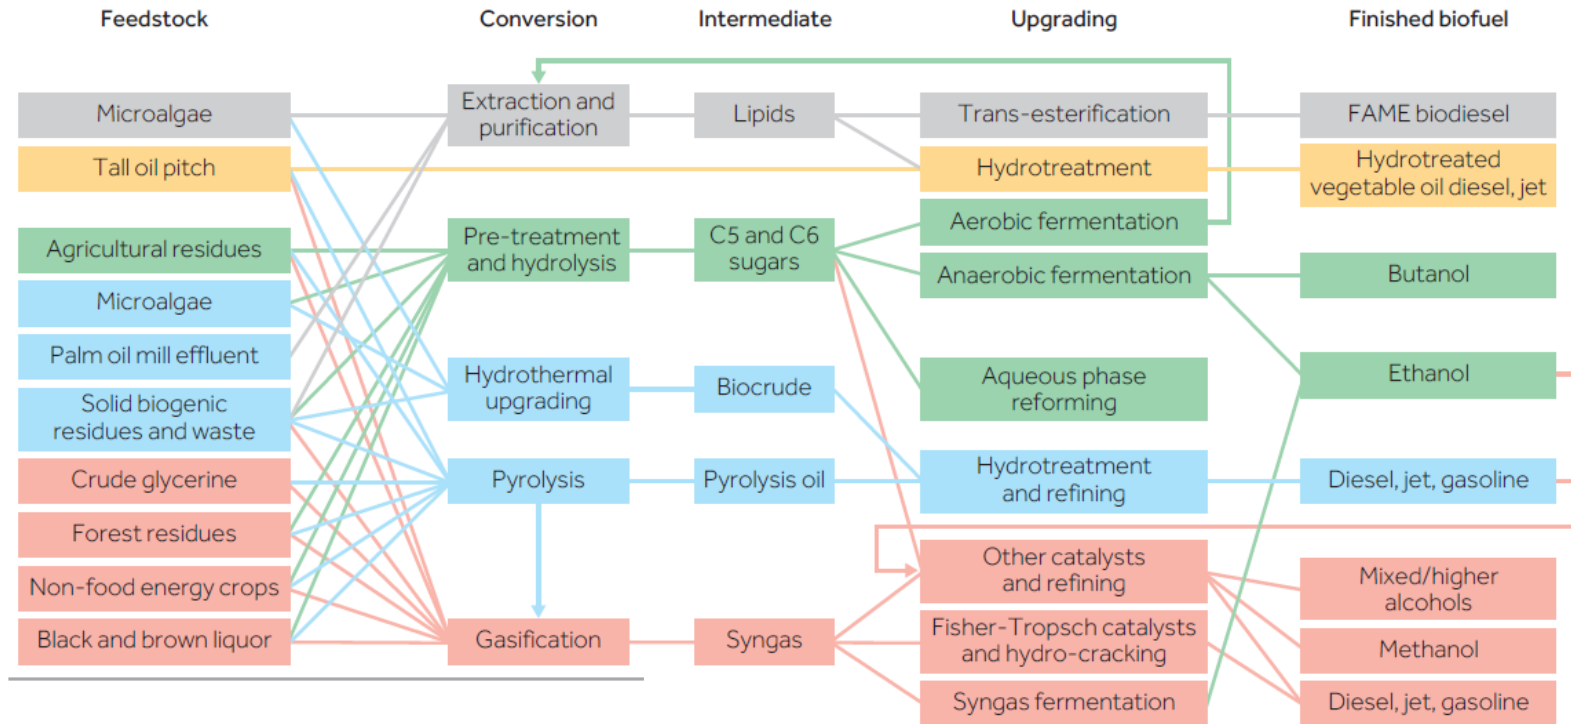 Feedstock
Conversion
Intermediate
Upgrading
Finished biofuel
Microalgae
Extraction and
purification
Lipids
Trans-esterification
FAME biodiesel
Tall oil pitch
Hydrotreatment
Hydrotreated
vegetable oil diesel, jet
Agricultural residues
Pre-treatment
and hydrolysis
C5 and C6
sugars
Aerobic fermentation
Anaerobic fermentation
Butanol
Microalgae
Palm oil mill effluent
Solid biogenic
residues and waste
Hydrothermal
upgrading
Biocrude
Aqueous phase
reforming
Ethanol
Crude glycerine
Pyrolysis
Pyrolysis oil
Hydrotreatment
and refining
Diesel, jet, gasoline
Forest residues
Non-food energy crops
Other catalysts
and refining
Mixed/higher
alcohols
Black and brown liquor
Gasification
Syngas
Fisher-Tropsch catalysts
and hydro-cracking
Methanol
Syngas fermentation
Diesel, jet, gasoline